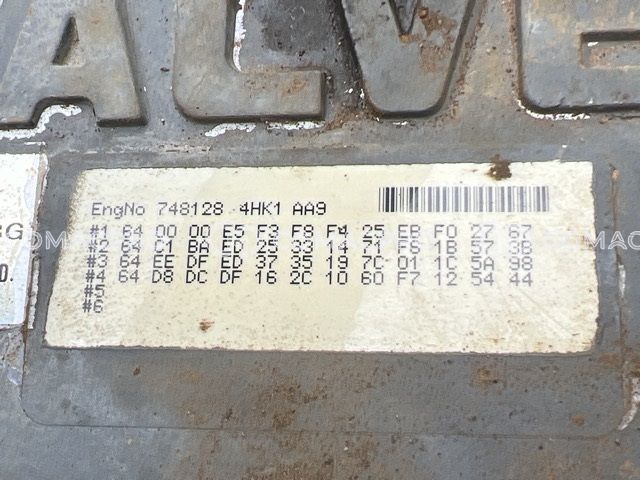 ALVE
EngNo 748128 4HK1 AA9
#1 64 00 00 E5 F3 F8 F4 25 EB F0 27 67
#2 64 C1 BA ED 25 33 14 71 F6 1B 57 3B
#3 64 EE DF ED 37 35 19 7C 01 1C 5A 98
#4 64 D8 DC DF 16 2C 10 60 F7 12 54 44
#5
#6
3G
D.